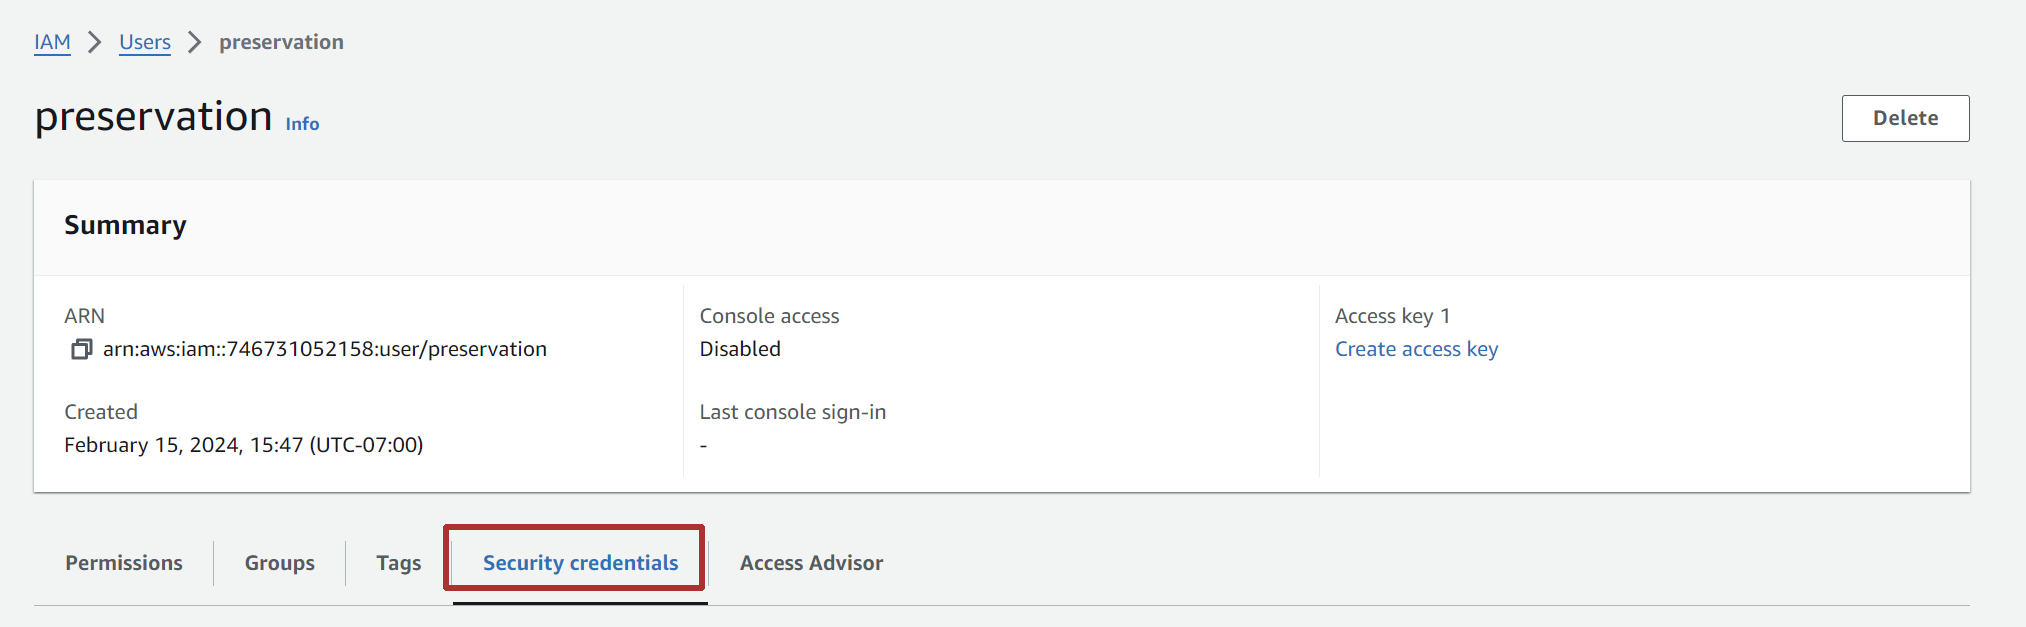 IAM > Users > preservation
preservation Info
Delete
Summary
ARN
arn:aws:iam::746731052158:user/preservation
Created
February 15, 2024, 15:47 (UTC-07:00)
Console access
Disabled
Last console sign-in
-
Access key 1
Create access key
Permissions Groups Tags Security credentials Access Advisor